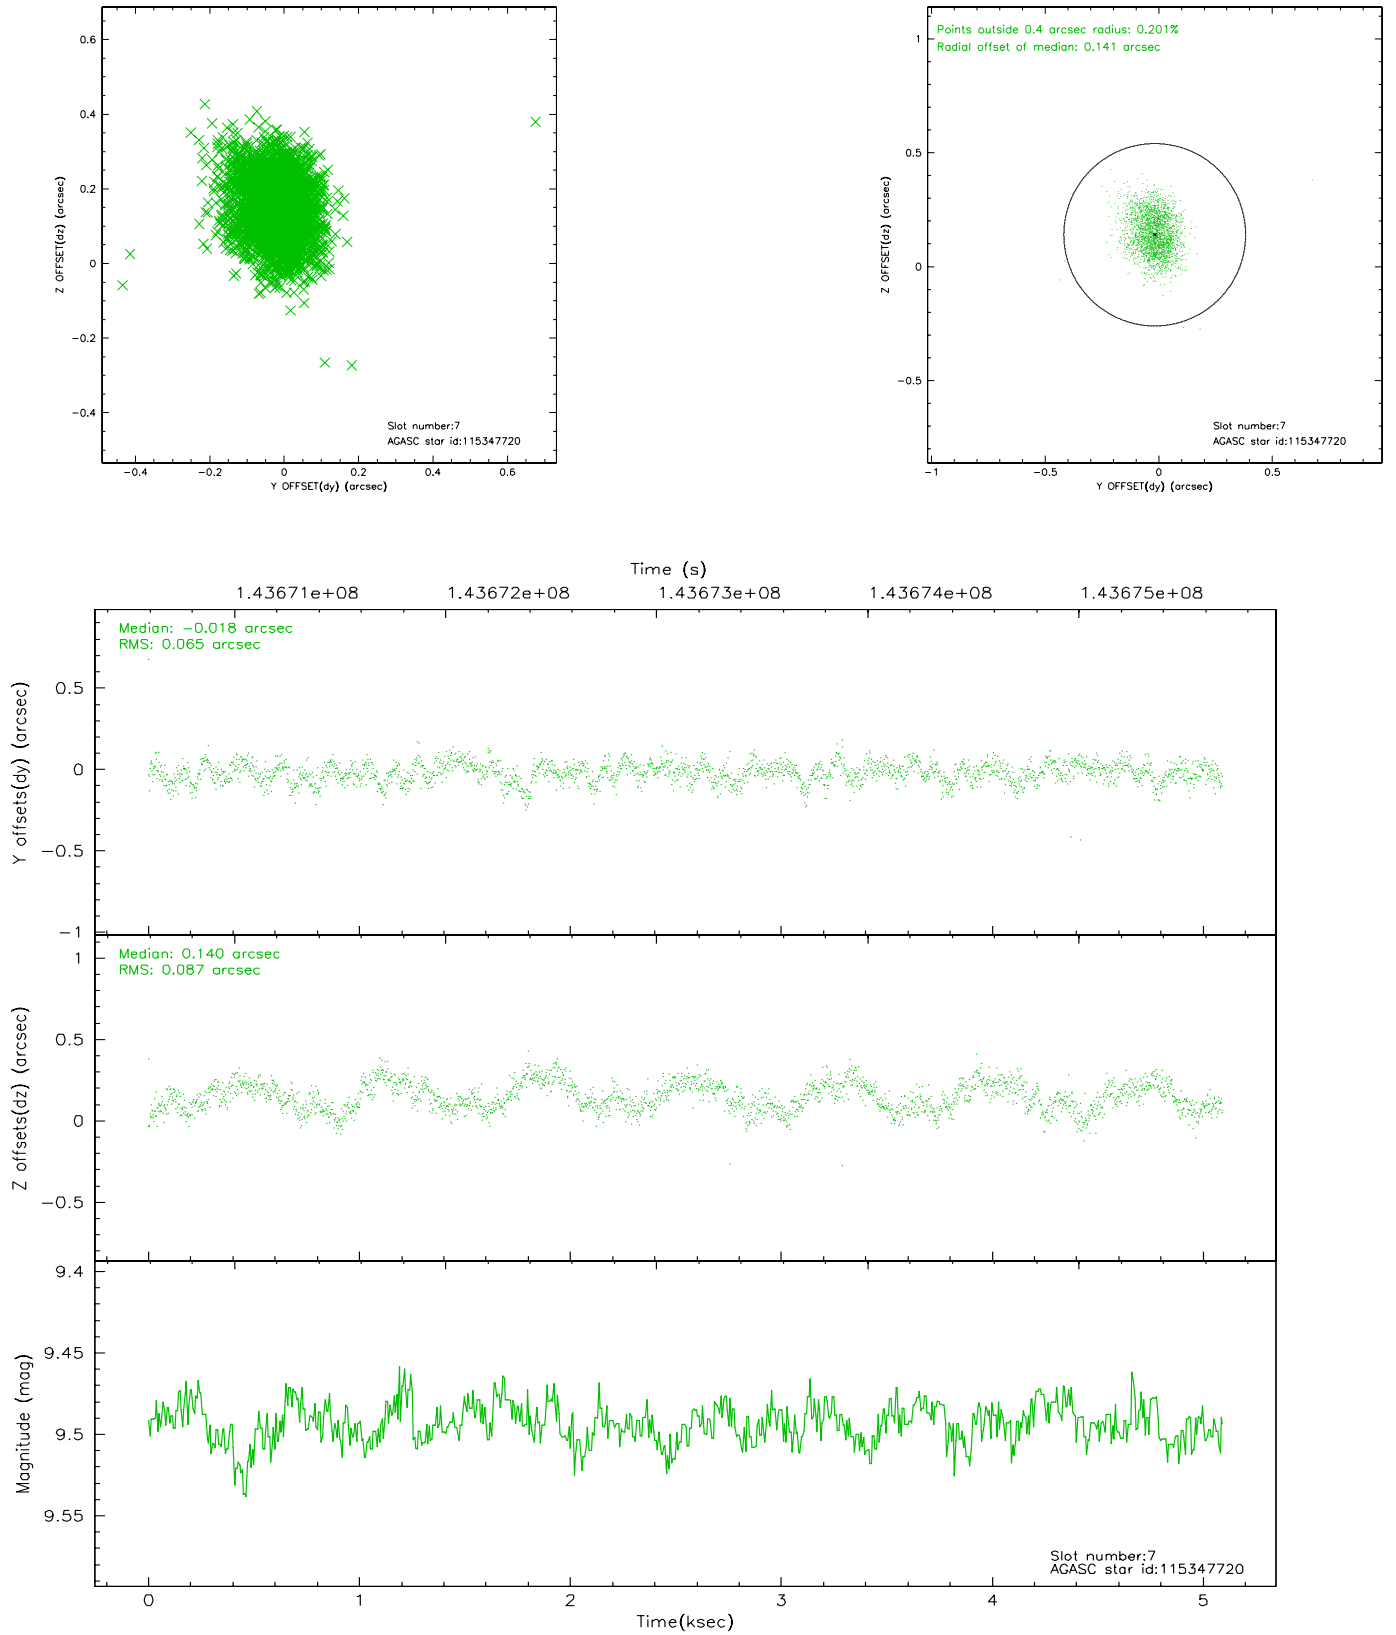 0.6
0.4
0.2
0
−0.2
−0.4
Z OFFSET(dz) (arcsec)
Slot number:7
AGASC star id:115347720
−0.4 −0.2 0 0.2 0.4 0.6
Y OFFSET(dy) (arcsec)
Points outside 0.4 arcsec radius: 0.201%
Radial offset of median: 0.141 arcsec
1
0.5
0
−0.5
Z OFFSET(dz) (arcsec)
Slot number:7
AGASC star id:115347720
−1 −0.5 0 0.5
Y OFFSET(dy) (arcsec)
Time (s)
1.43671e+08 1.43672e+08 1.43673e+08 1.43674e+08 1.43675e+08
Median: −0.018 arcsec
RMS: 0.065 arcsec
0.5
0
−0.5
−1
Y offsets(dy) (arcsec)
Median: 0.140 arcsec
RMS: 0.087 arcsec
1
0.5
0
−0.5
Z offsets(dz) (arcsec)
9.4
9.45
9.5
9.55
Magnitude (mag)
Slot number:7
AGASC star id:115347720
0 1 2 3 4 5
Time(ksec)